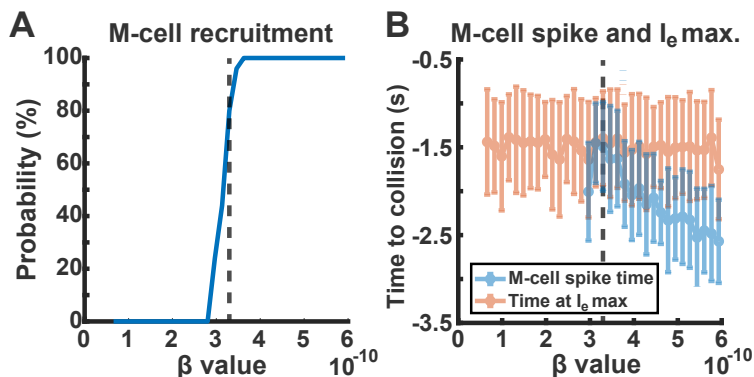 A
M-cell recruitment
Probability (%)
100
80
60
40
20
0
0 1 2 3 4 5 6
β value
10^-10
B
M-cell spike and I_e max.
Time to collision (s)
-0.5
-1.5
-2.5
-3.5
M-cell spike time
Time at I_e max
0 1 2 3 4 5 6
β value
10^-10